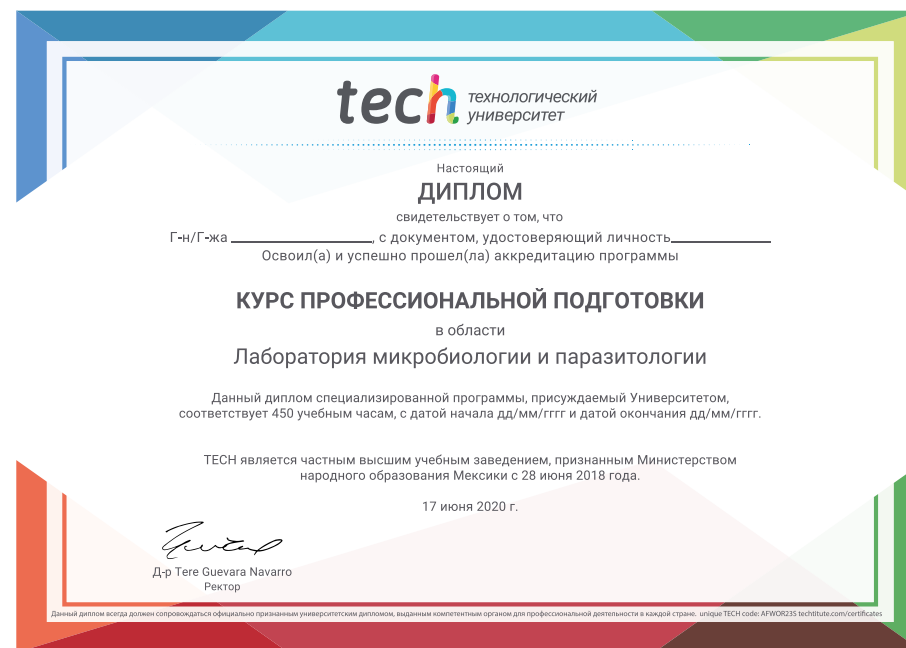 tech технологический
университет
Настоящий
ДИПЛОМ
свидетельствует о том, что
Г-н/Г-жа ____________________, с документом, удостоверяющий личность______________
Освоил(а) и успешно прошел(ла) аккредитацию программы
КУРС ПРОФЕССИОНАЛЬНОЙ ПОДГОТОВКИ
в области
Лаборатория микробиологии и паразитологии
Данный диплом специализированной программы, присуждаемый Университетом,
соответствует 450 учебным часам, с датой начала дд/мм/гггг и датой окончания дд/мм/гггг.
TECH является частным высшим учебным заведением, признанным Министерством
народного образования Мексики с 28 июня 2018 года.
17 июня 2020 г.
Д-р Tere Guevara Navarro
Ректор
Данный диплом всегда должен сопровождаться официально признанным университетским дипломом, выданным компетентным органом для профессиональной деятельности в каждой стране. unique TECH code: AFWOR23S techtitute.com/certificates